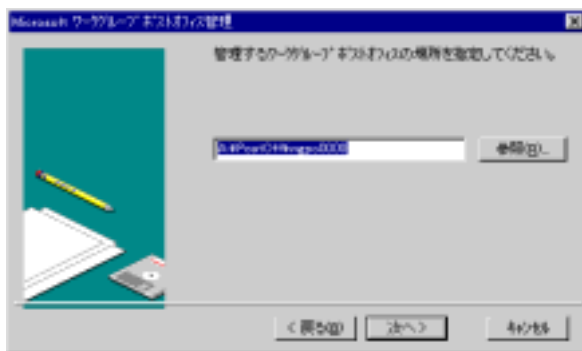 Microsoft ワークグループ ポストオフィス管理
管理するワークグループ ポストオフィスの場所を指定してください。
参照(R)...
< 戻る(B)
次へ >
キャンセル